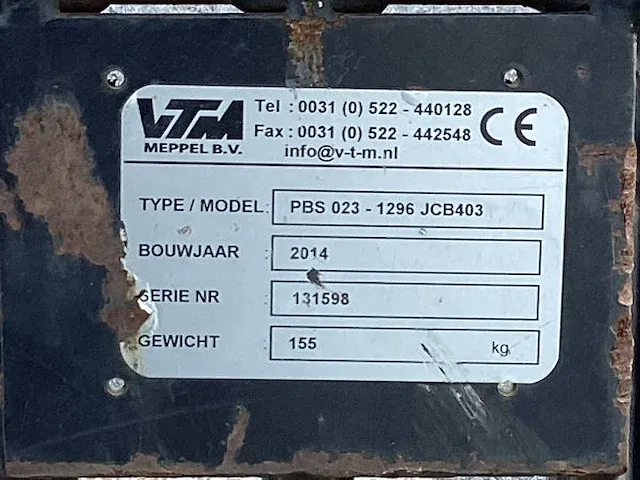 VTM
MEPPEL B.V.
Tel : 0031 (0) 522 - 440128
Fax : 0031 (0) 522 - 442548
info@v-t-m.nl
CE
TYPE / MODEL : PBS 023 - 1296 JCB403
BOUWJAAR : 2014
SERIE NR : 131598
GEWICHT : 155 kg